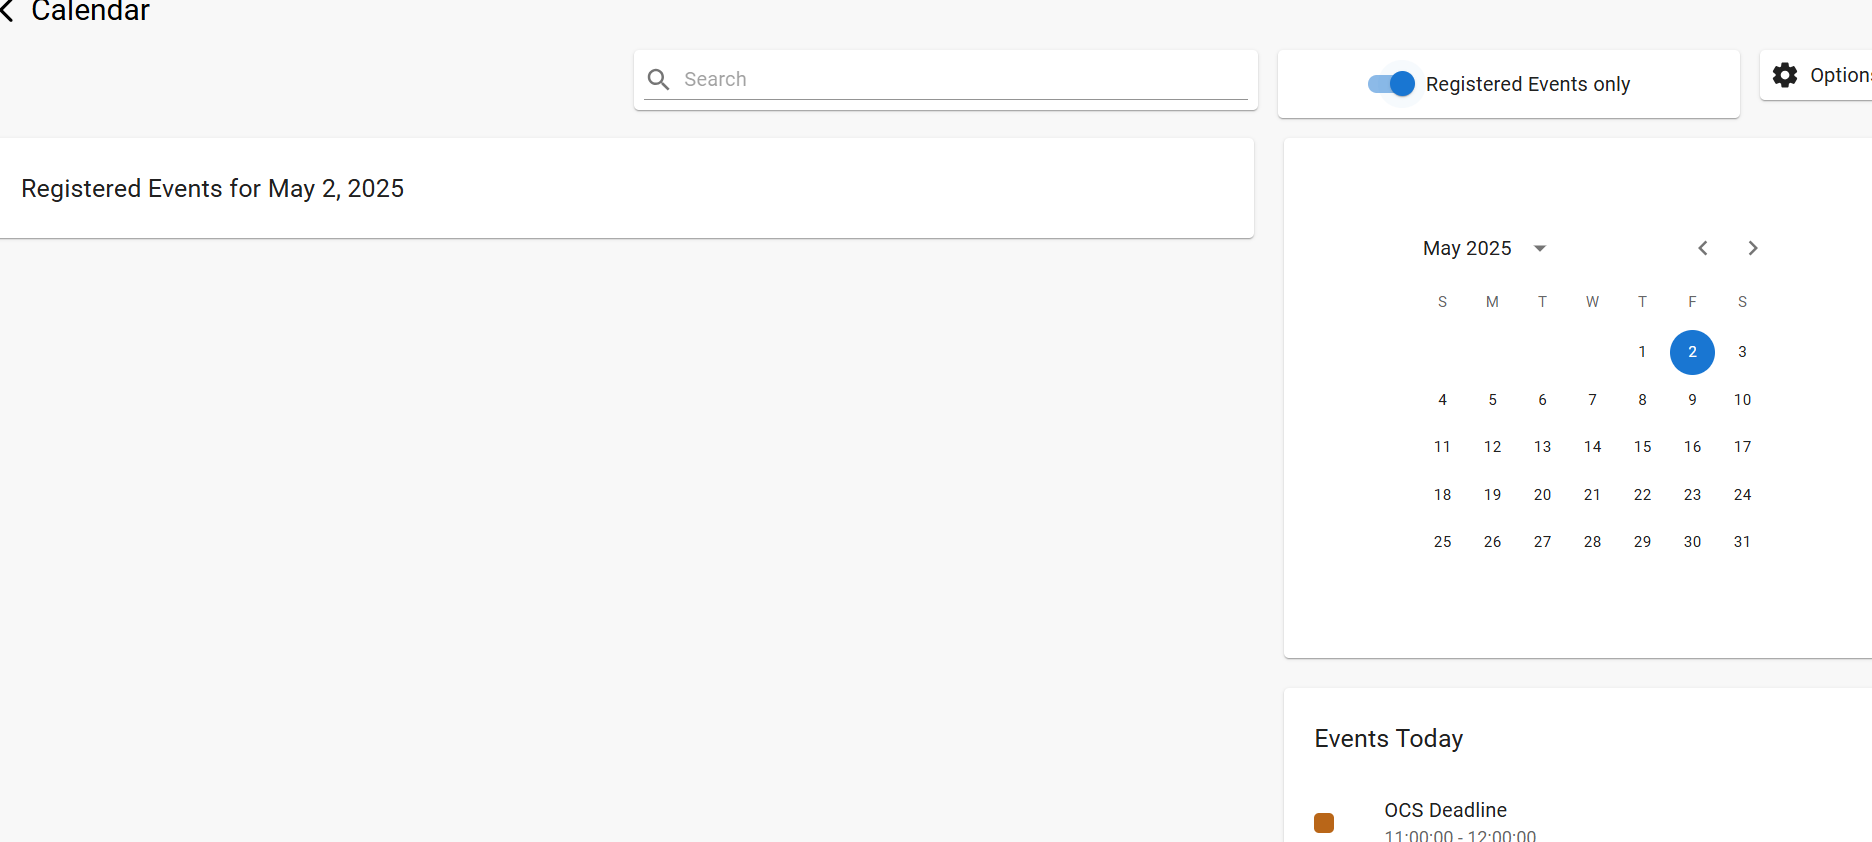 Calendar
Search
Registered Events only
Option
Registered Events for May 2, 2025
May 2025
S M T W T F S
1 2 3
4 5 6 7 8 9 10
11 12 13 14 15 16 17
18 19 20 21 22 23 24
25 26 27 28 29 30 31
Events Today
OCS Deadline
11:00:00 - 12:00:00